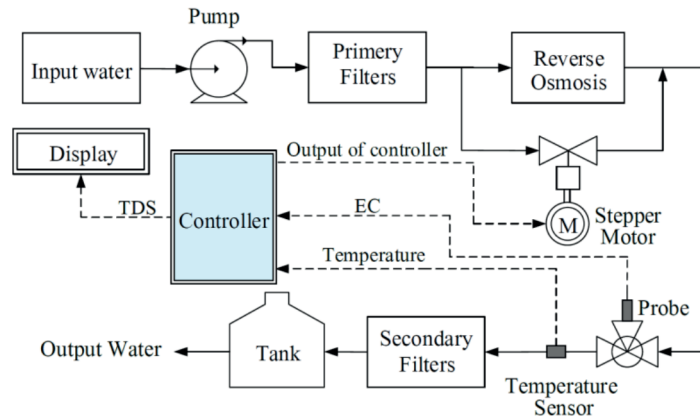 Pump
Input water
Primery
Filters
Reverse
Osmosis
Display
Output of controller
TDS
Controller
EC
M
Stepper
Motor
Temperature
Probe
Output Water
Tank
Secondary
Filters
Temperature
Sensor